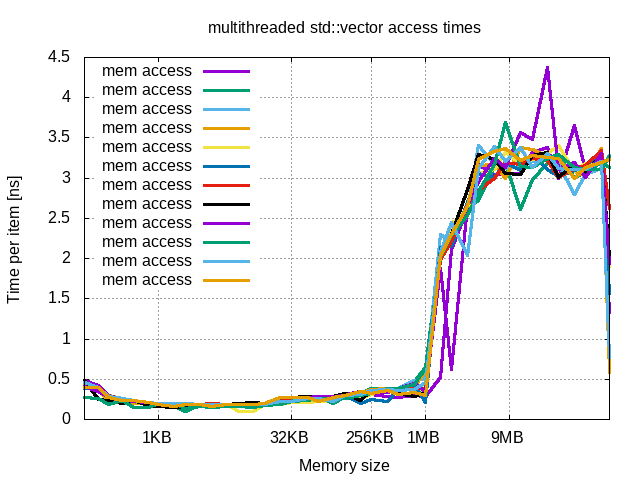 multithreaded std::vector access times
Time per item [ns]
4.5
4
3.5
3
2.5
2
1.5
1
0.5
0
mem access
mem access
mem access
mem access
mem access
mem access
mem access
mem access
mem access
mem access
mem access
mem access
1KB 32KB 256KB 1MB 9MB
Memory size